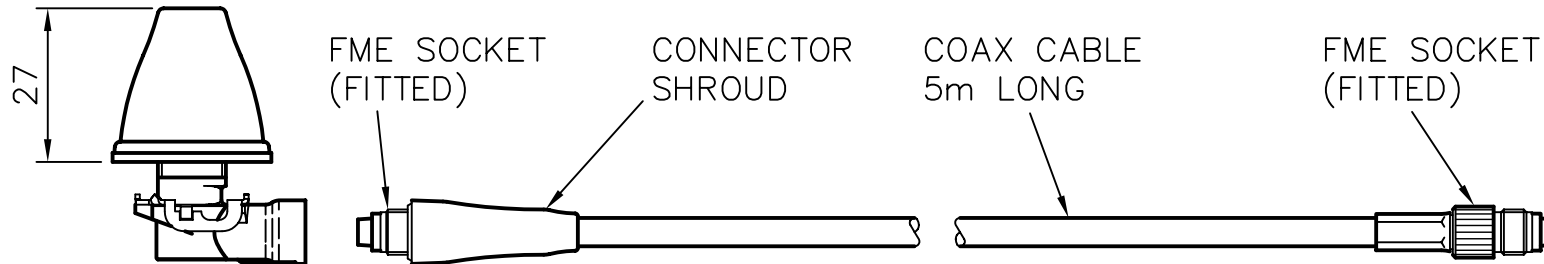 27
FME SOCKET
(FITTED)
CONNECTOR
SHROUD
COAX CABLE
5m LONG
FME SOCKET
(FITTED)